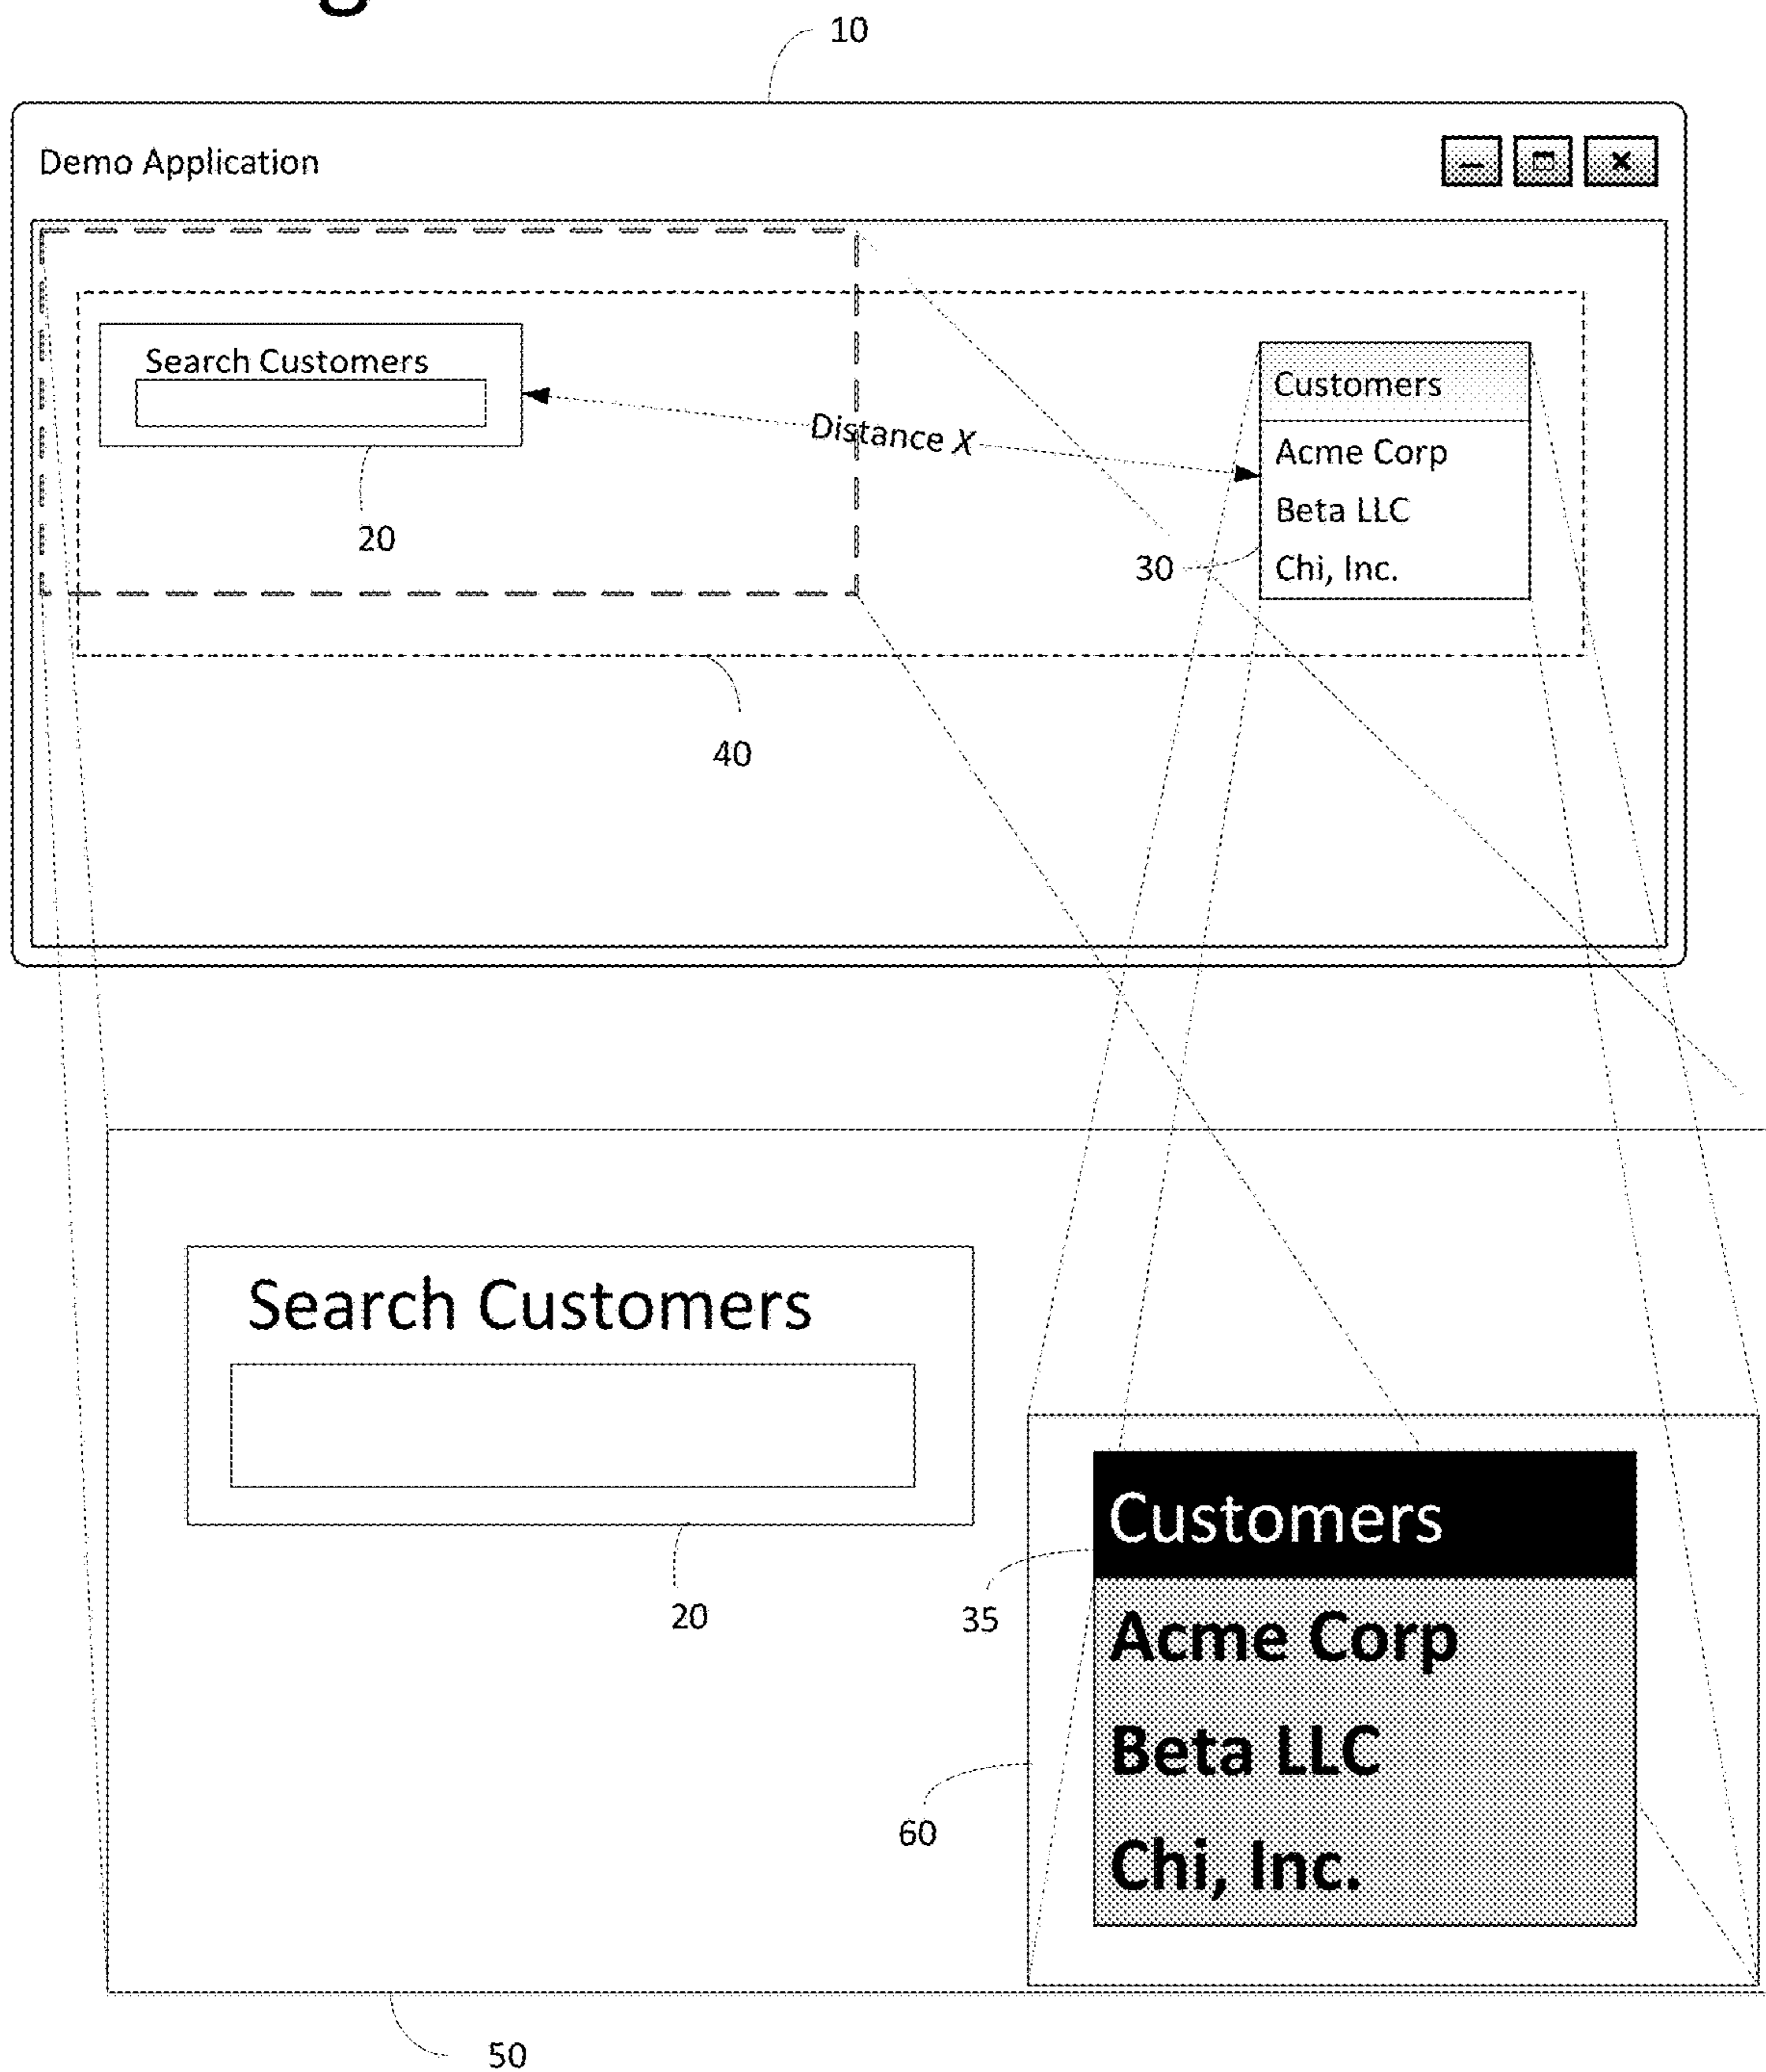 10
Demo Application
Search Customers
Customers
Distance X
Acme Corp
Beta LLC
20
30
Chi, Inc.
40
Search Customers
Customers
20
35
Acme Corp
Beta LLC
60
Chi, Inc.
50